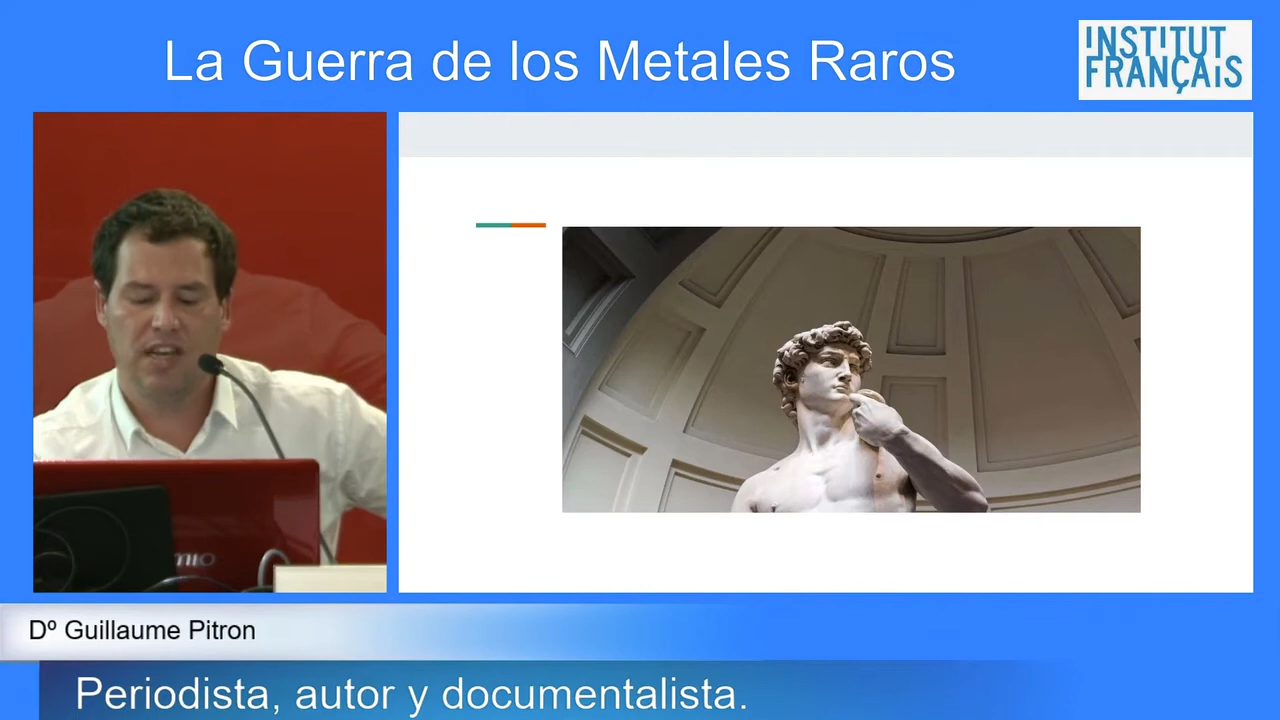 La Guerra de los Metales Raros
INSTITUT
FRANÇAIS
Dº Guillaume Pitron
Periodista, autor y documentalista.